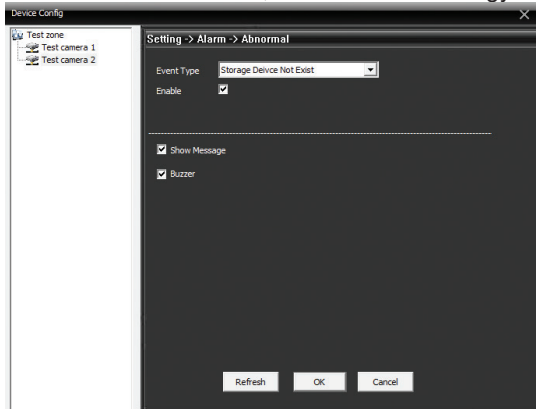 Device Config
Test zone
Test camera 1
Test camera 2
Setting -> Alarm -> Abnormal
Event Type
Storage Deivce Not Exist
Enable
Show Message
Buzzer
Refresh
OK
Cancel